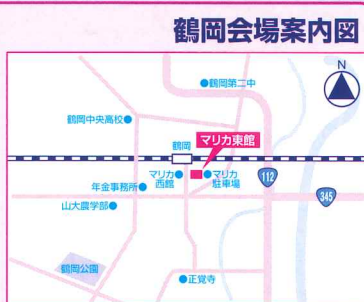 鶴岡会場案内図
N
鶴岡第二中
鶴岡中央高校
鶴岡
マリカ東館
マリカ
西館
マリカ
駐車場
112
年金事務所
345
山大農学部
鶴岡公園
正覚寺